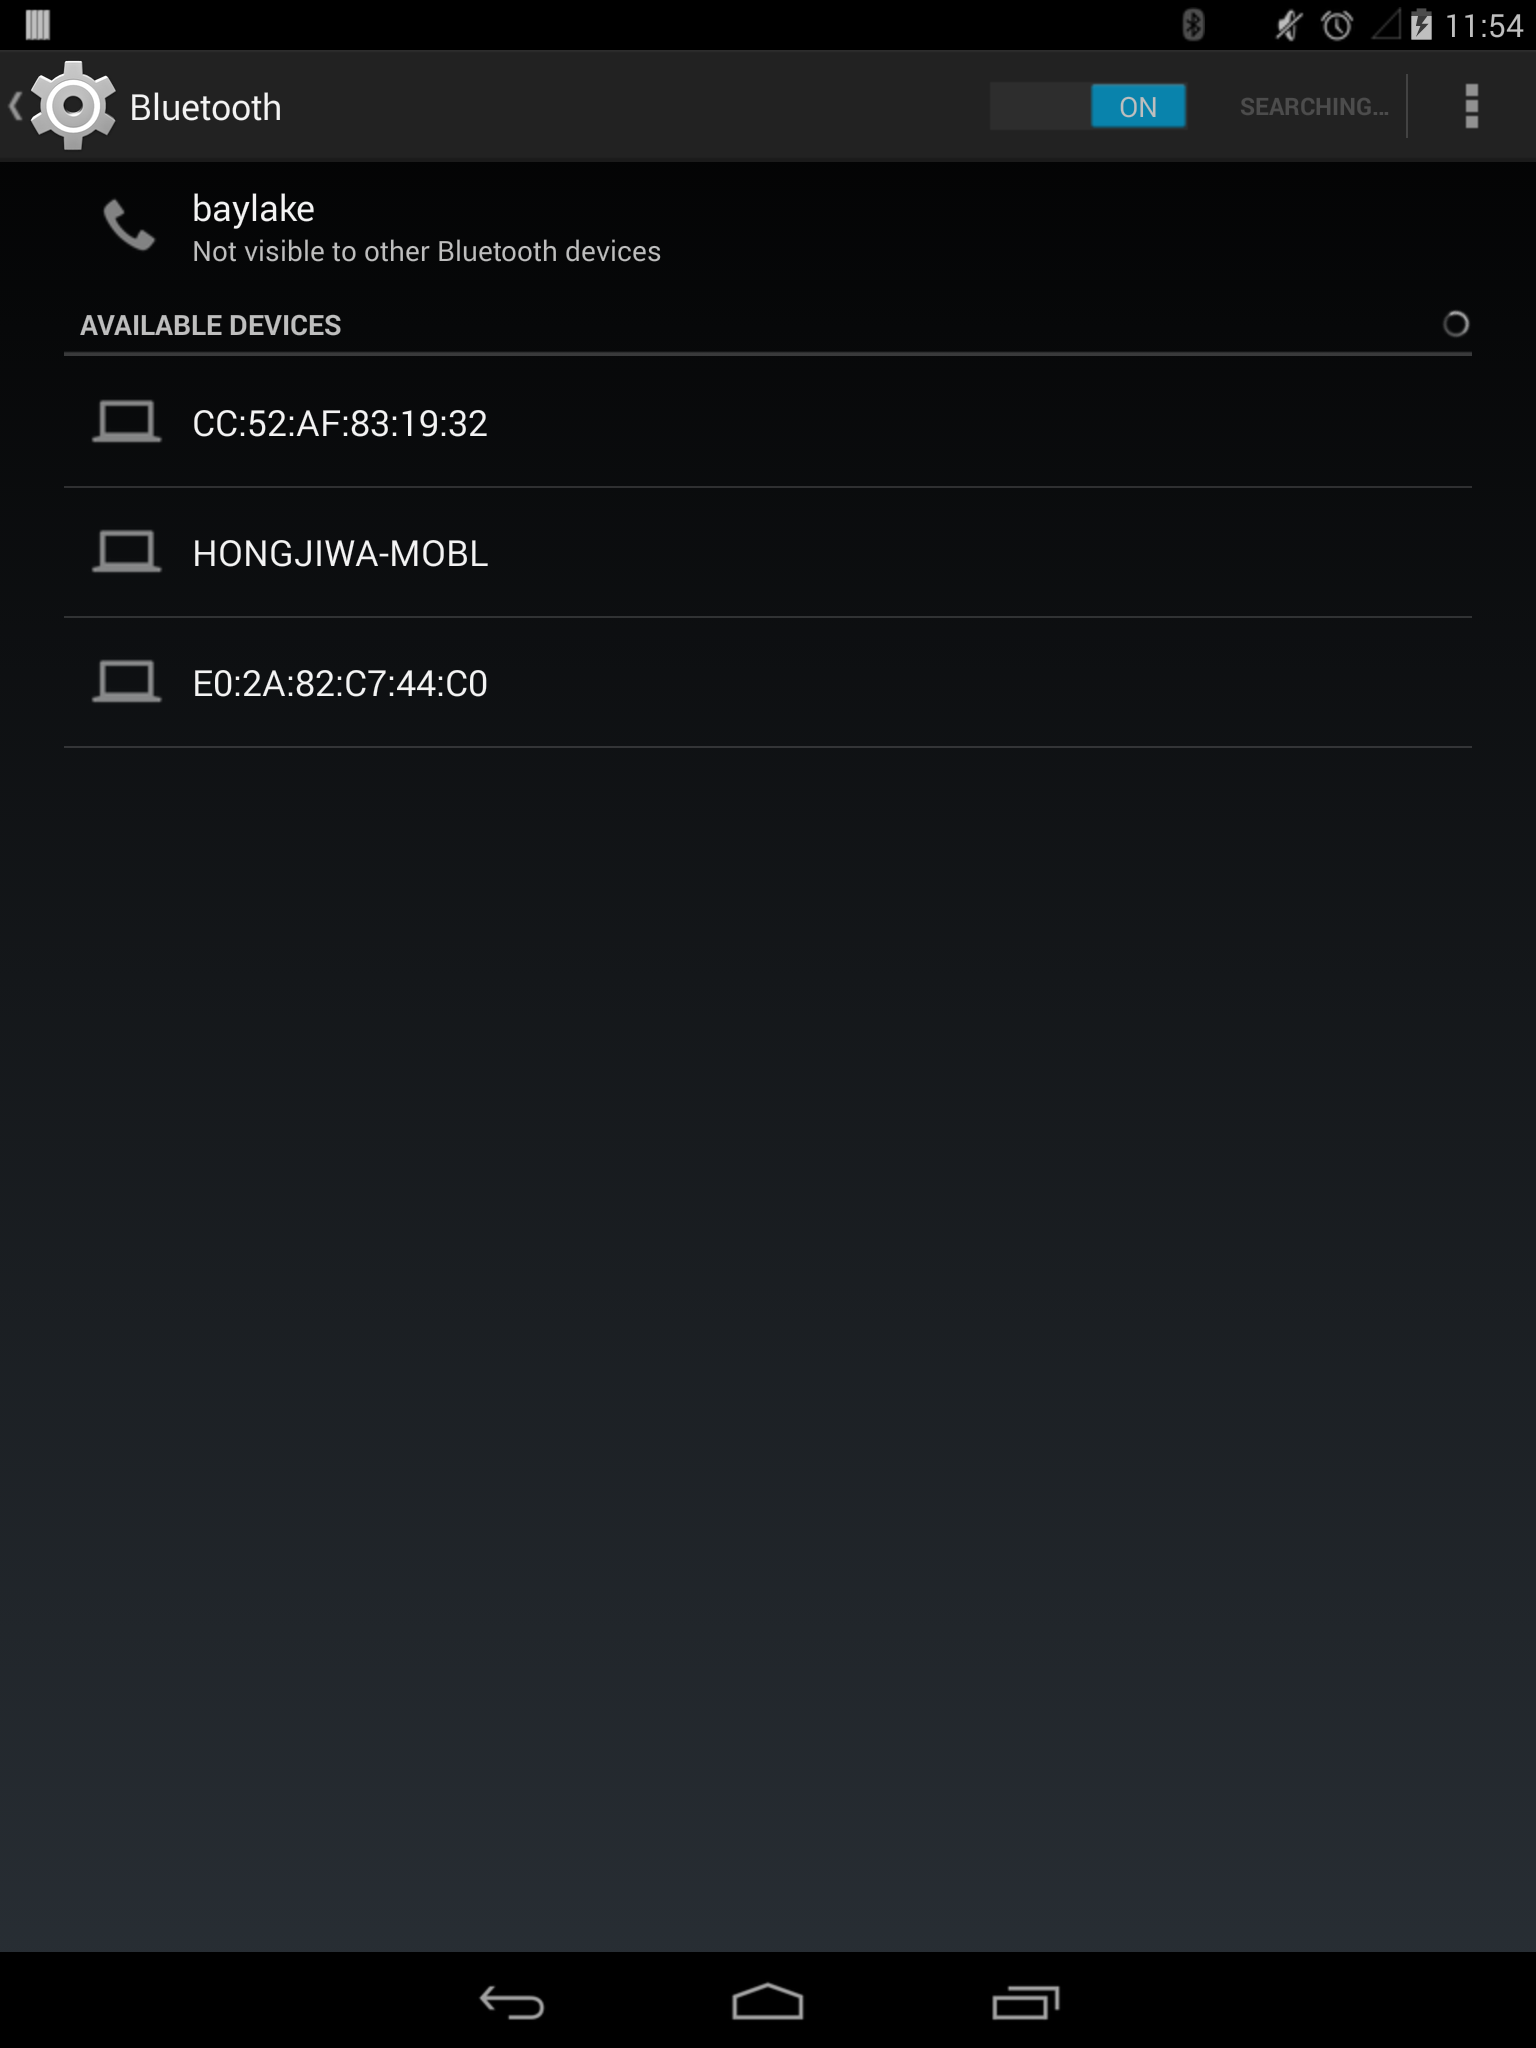 11:54
Bluetooth
ON
SEARCHING...
baylake
Not visible to other Bluetooth devices
AVAILABLE DEVICES
CC:52:AF:83:19:32
HONGJIWA-MOBL
E0:2A:82:C7:44:C0